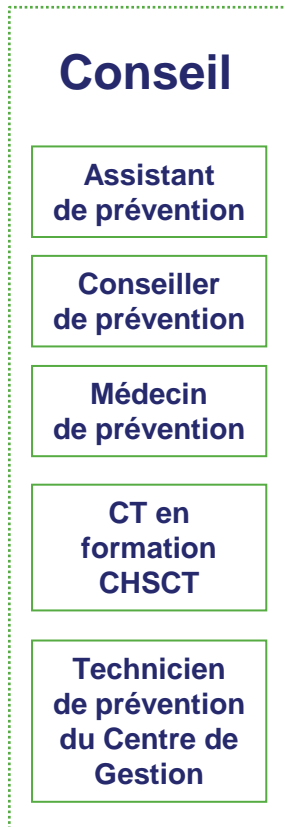 Conseil
Assistant
de prévention
Conseiller
de prévention
Médecin
de prévention
CT en
formation
CHSCT
Technicien
de prévention
du Centre de
Gestion